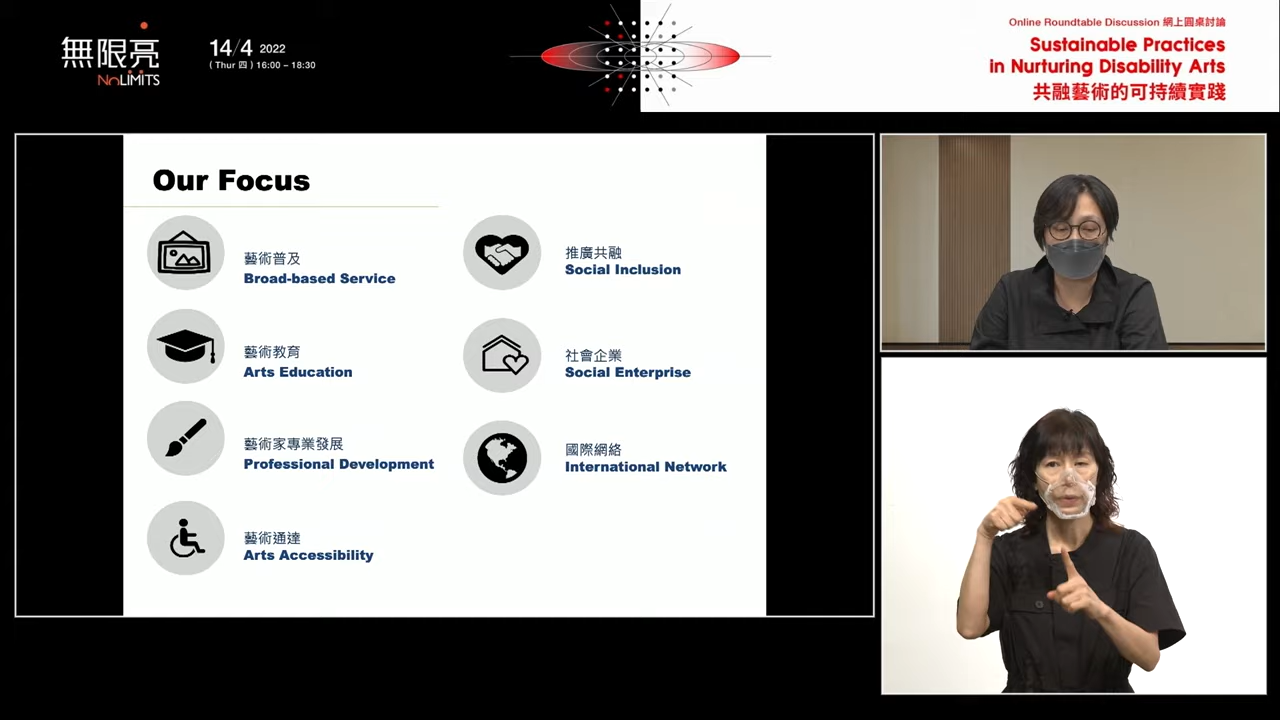 無限亮
NoLIMITS
14/4 2022
( Thur 四 ) 16:00 – 18:30
Online Roundtable Discussion 網上圓桌討論
Sustainable Practices
in Nurturing Disability Arts
共融藝術的可持續實踐
Our Focus
藝術普及
Broad-based Service
藝術教育
Arts Education
藝術家專業發展
Professional Development
藝術通達
Arts Accessibility
推廣共融
Social Inclusion
社會企業
Social Enterprise
國際網絡
International Network